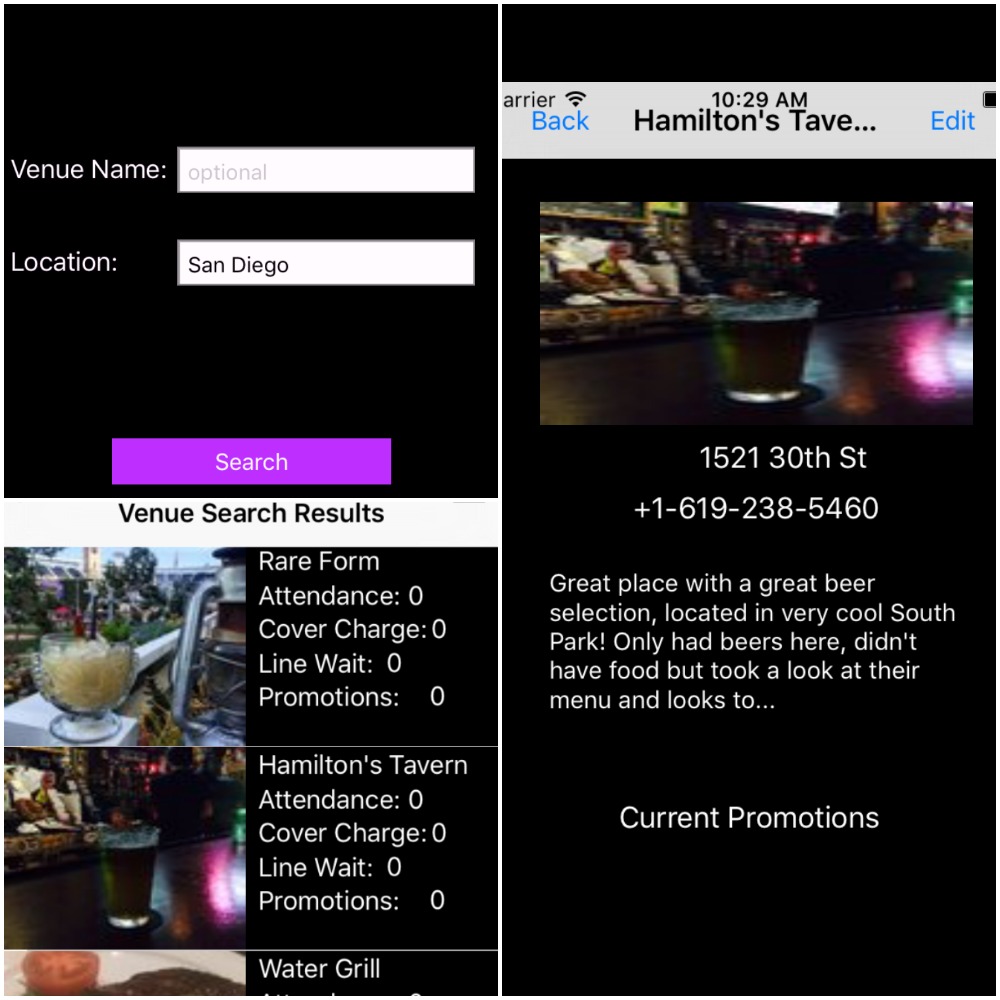 Venue Name: optional
Location: San Diego
Search
Venue Search Results
Rare Form
Attendance: 0
Cover Charge: 0
Line Wait: 0
Promotions: 0
Hamilton's Tavern
Attendance: 0
Cover Charge: 0
Line Wait: 0
Promotions: 0
Water Grill
arrier 10:29 AM
Back Hamilton's Tave... Edit
1521 30th St
+1-619-238-5460
Great place with a great beer
selection, located in very cool South
Park! Only had beers here, didn't
have food but took a look at their
menu and looks to...
Current Promotions